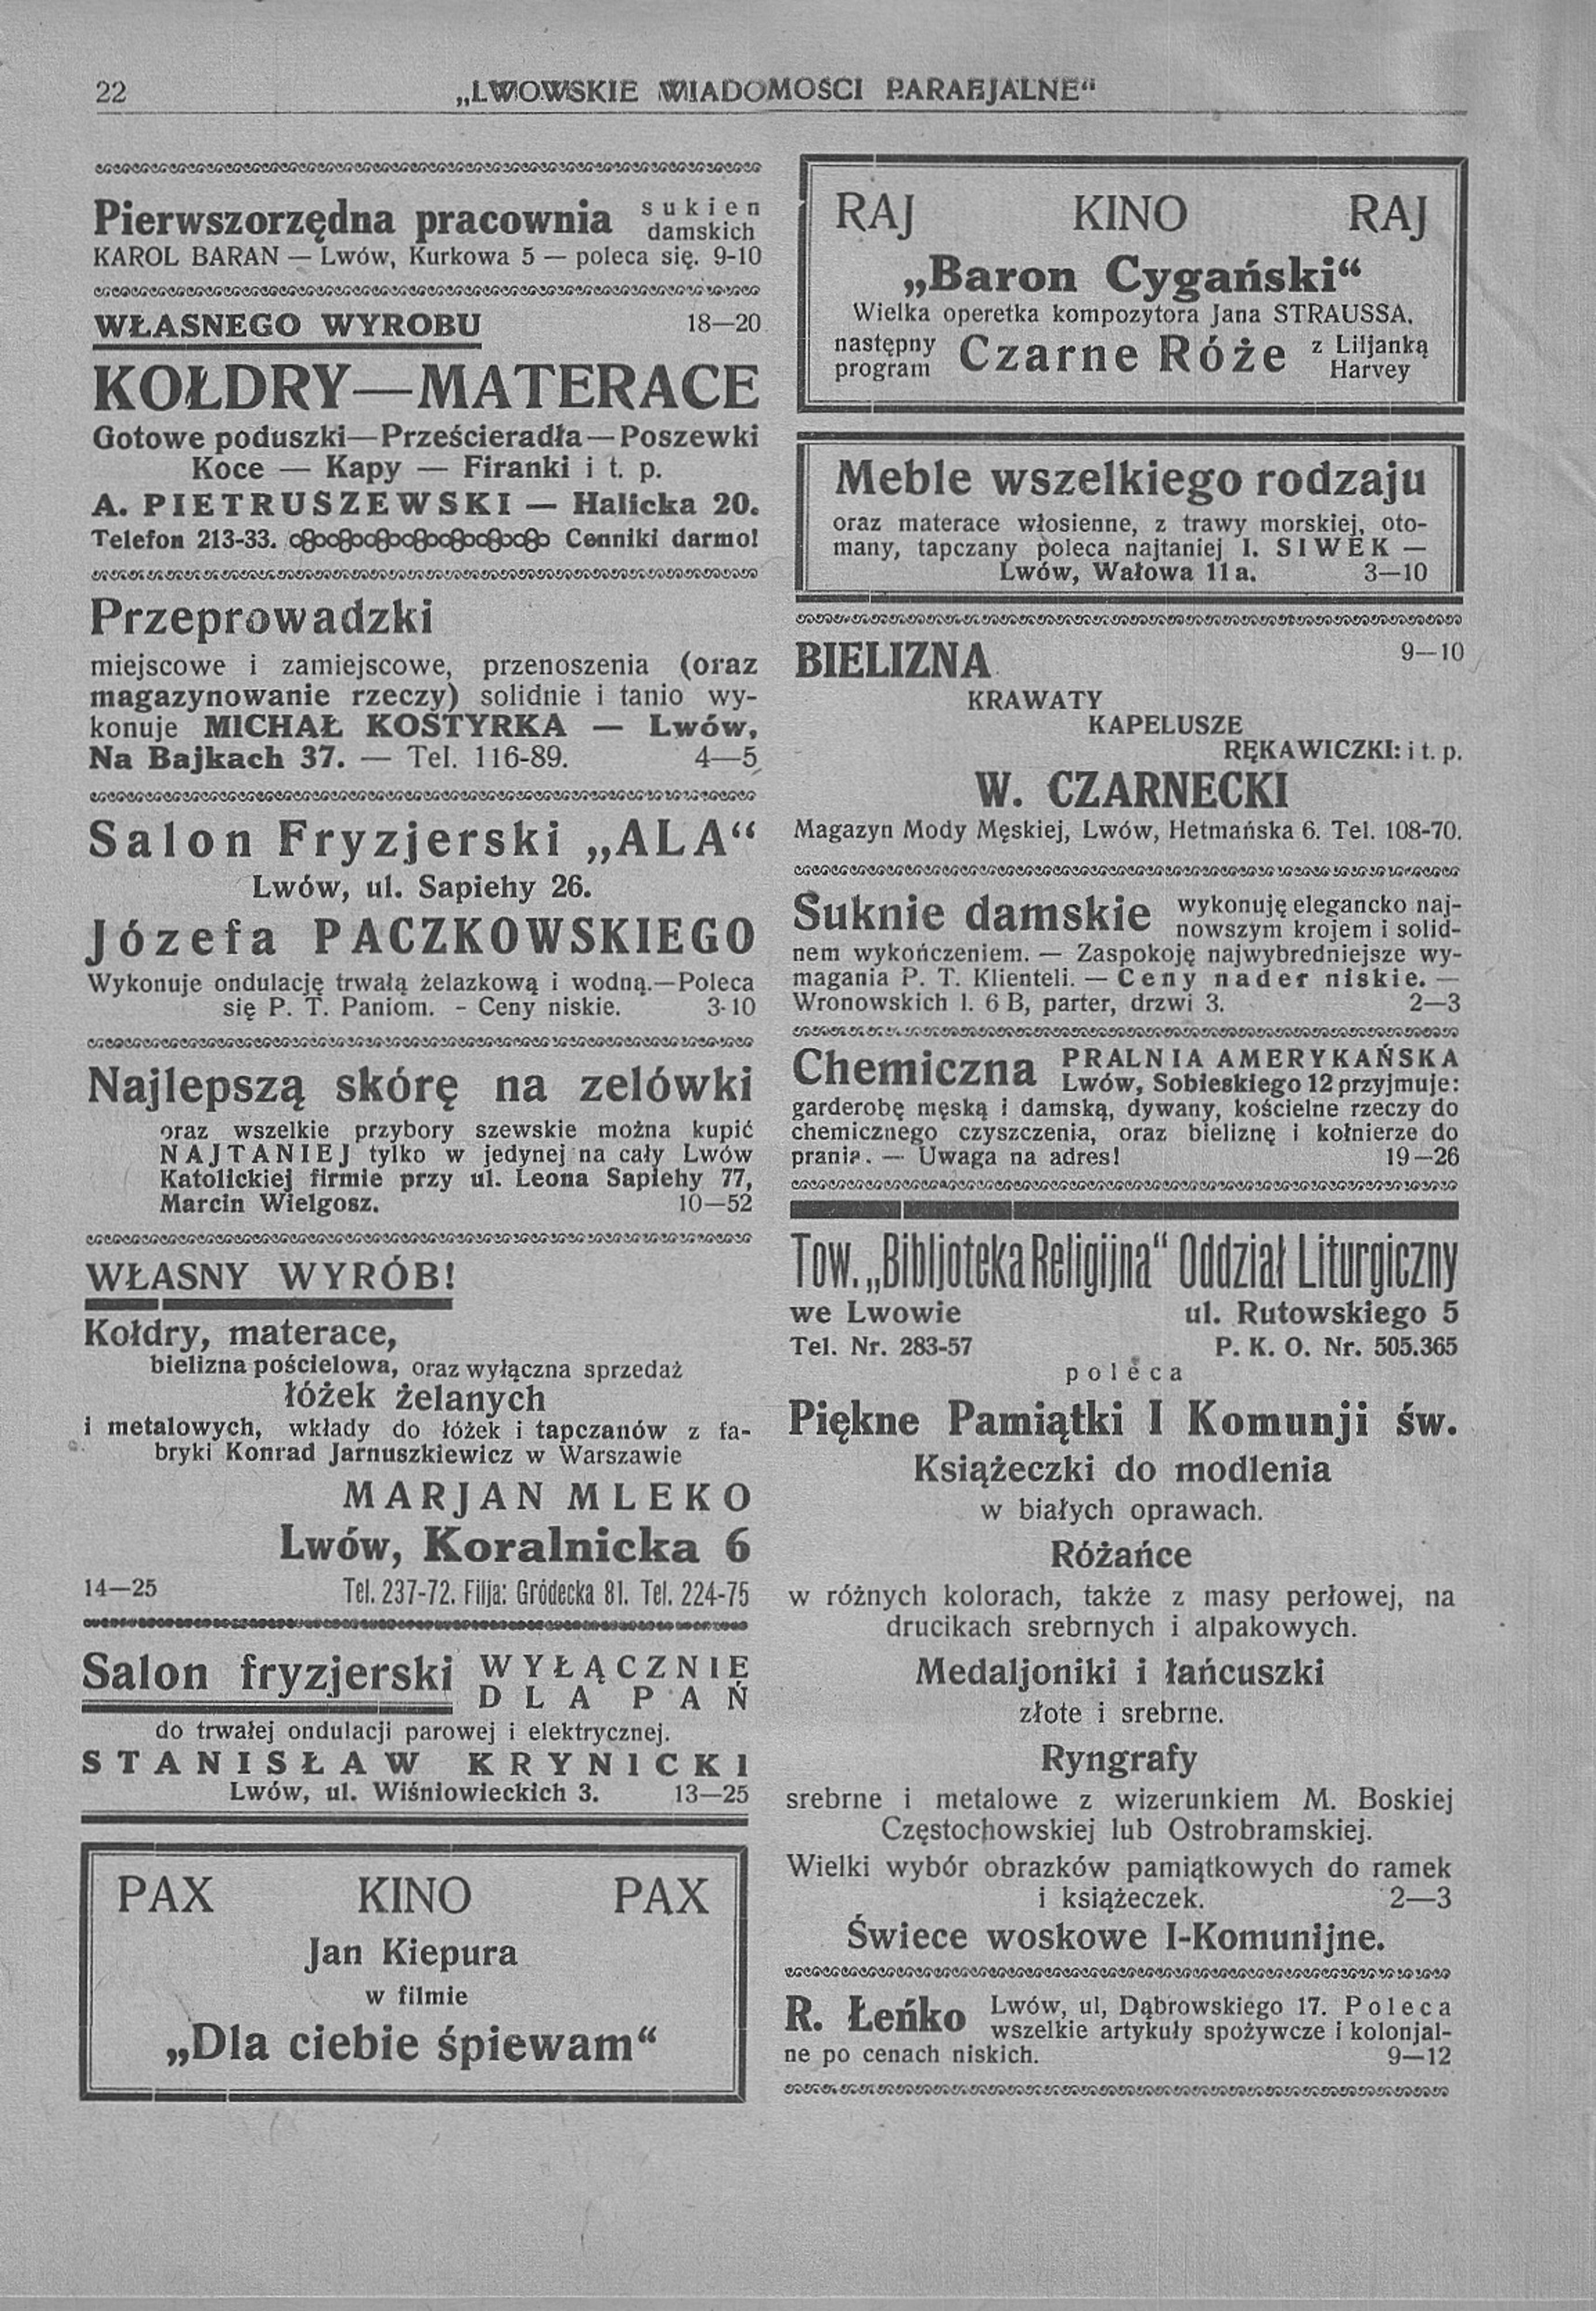 22
„LWOWSKIE WIADOMOŚCI PARAFJALNE“
Pierwszorzędna pracownia sukien damskich
KAROL BARAN — Lwów, Kurkowa 5 — poleca się. 9-10
WŁASNEGO WYROBU 18—20
KOŁDRY—MATERACE
Gotowe poduszki—Prześcieradła—Poszewki
Koce — Kapy — Firanki i t. p.
A. PIETRUSZEWSKI — Halicka 20.
Telefon 213-33. Cenniki darmo!
Przeprowadzki
miejscowe i zamiejscowe, przenoszenia (oraz
magazynowanie rzeczy) solidnie i tanio wy-
konuje MICHAŁ KOSTYRKA — Lwów,
Na Bajkach 37. — Tel. 116-89. 4—5
Salon Fryzjerski „ALA“
Lwów, ul. Sapiehy 26.
Józefa PACZKOWSKIEGO
Wykonuje ondulację trwałą żelazkową i wodną.—Poleca
się P. T. Paniom. - Ceny niskie. 3-10
Najlepszą skórę na zelówki
oraz wszelkie przybory szewskie można kupić
NAJTANIEJ tylko w jedynej na cały Lwów
Katolickiej firmie przy ul. Leona Sapiehy 77,
Marcin Wielgosz. 10—52
WŁASNY WYRÓB!
Kołdry, materace,
bielizna pościelowa, oraz wyłączna sprzedaż
łóżek żelanych
i metalowych, wkłady do łóżek i tapczanów z fa-
bryki Konrad Jarnuszkiewicz w Warszawie
MARJAN MLEKO
Lwów, Koralnicka 6
14—25 Tel. 237-72. Filja: Gródecka 81. Tel. 224-75
Salon fryzjerski WYŁĄCZNIE
DLA PAŃ
do trwałej ondulacji parowej i elektrycznej.
STANISŁAW KRYNICKI
Lwów, ul. Wiśniowieckich 3. 13—25
PAX KINO PAX
Jan Kiepura
w filmie
„Dla ciebie śpiewam“
RAJ KINO RAJ
„Baron Cygański“
Wielka operetka kompozytora Jana STRAUSSA.
następny program Czarne Róże z Liljanką Harvey
Meble wszelkiego rodzaju
oraz materace włosienne, z trawy morskiej, oto-
many, tapczany poleca najtaniej I. SIWEK —
Lwów, Wałowa 11a. 3—10
BIELIZNA 9—10
KRAWATY
KAPELUSZE
RĘKAWICZKI: i t. p.
W. CZARNECKI
Magazyn Mody Męskiej, Lwów, Hetmańska 6. Tel. 108-70.
Suknie damskie wykonuję elegancko naj-
nowszym krojem i solid-
nem wykończeniem. — Zaspokoję najwybredniejsze wy-
magania P. T. Klienteli. — Ceny nader niskie. —
Wronowskich l. 6 B, parter, drzwi 3. 2—3
Chemiczna PRALNIA AMERYKAŃSKA
Lwów, Sobieskiego 12 przyjmuje:
garderobę męską i damską, dywany, kościelne rzeczy do
chemicznego czyszczenia, oraz bieliznę i kołnierze do
prania. — Uwaga na adres! 19—26
Tow. „Bibljoteka Religijna“ Oddział Liturgiczny
we Lwowie ul. Rutowskiego 5
Tel. Nr. 283-57 P. K. O. Nr. 505.365
poleca
Piękne Pamiątki I Komunji św.
Książeczki do modlenia
w białych oprawach.
Różańce
w różnych kolorach, także z masy perłowej, na
drucikach srebrnych i alpakowych.
Medaljoniki i łańcuszki
złote i srebrne.
Ryngrafy
srebrne i metalowe z wizerunkiem M. Boskiej
Częstochowskiej lub Ostrobramskiej.
Wielki wybór obrazków pamiątkowych do ramek
i książeczek. 2—3
Świece woskowe I-Komunijne.
R. Łeńko Lwów, ul, Dąbrowskiego 17. Poleca
wszelkie artykuły spożywcze i kolonjal-
ne po cenach niskich. 9—12